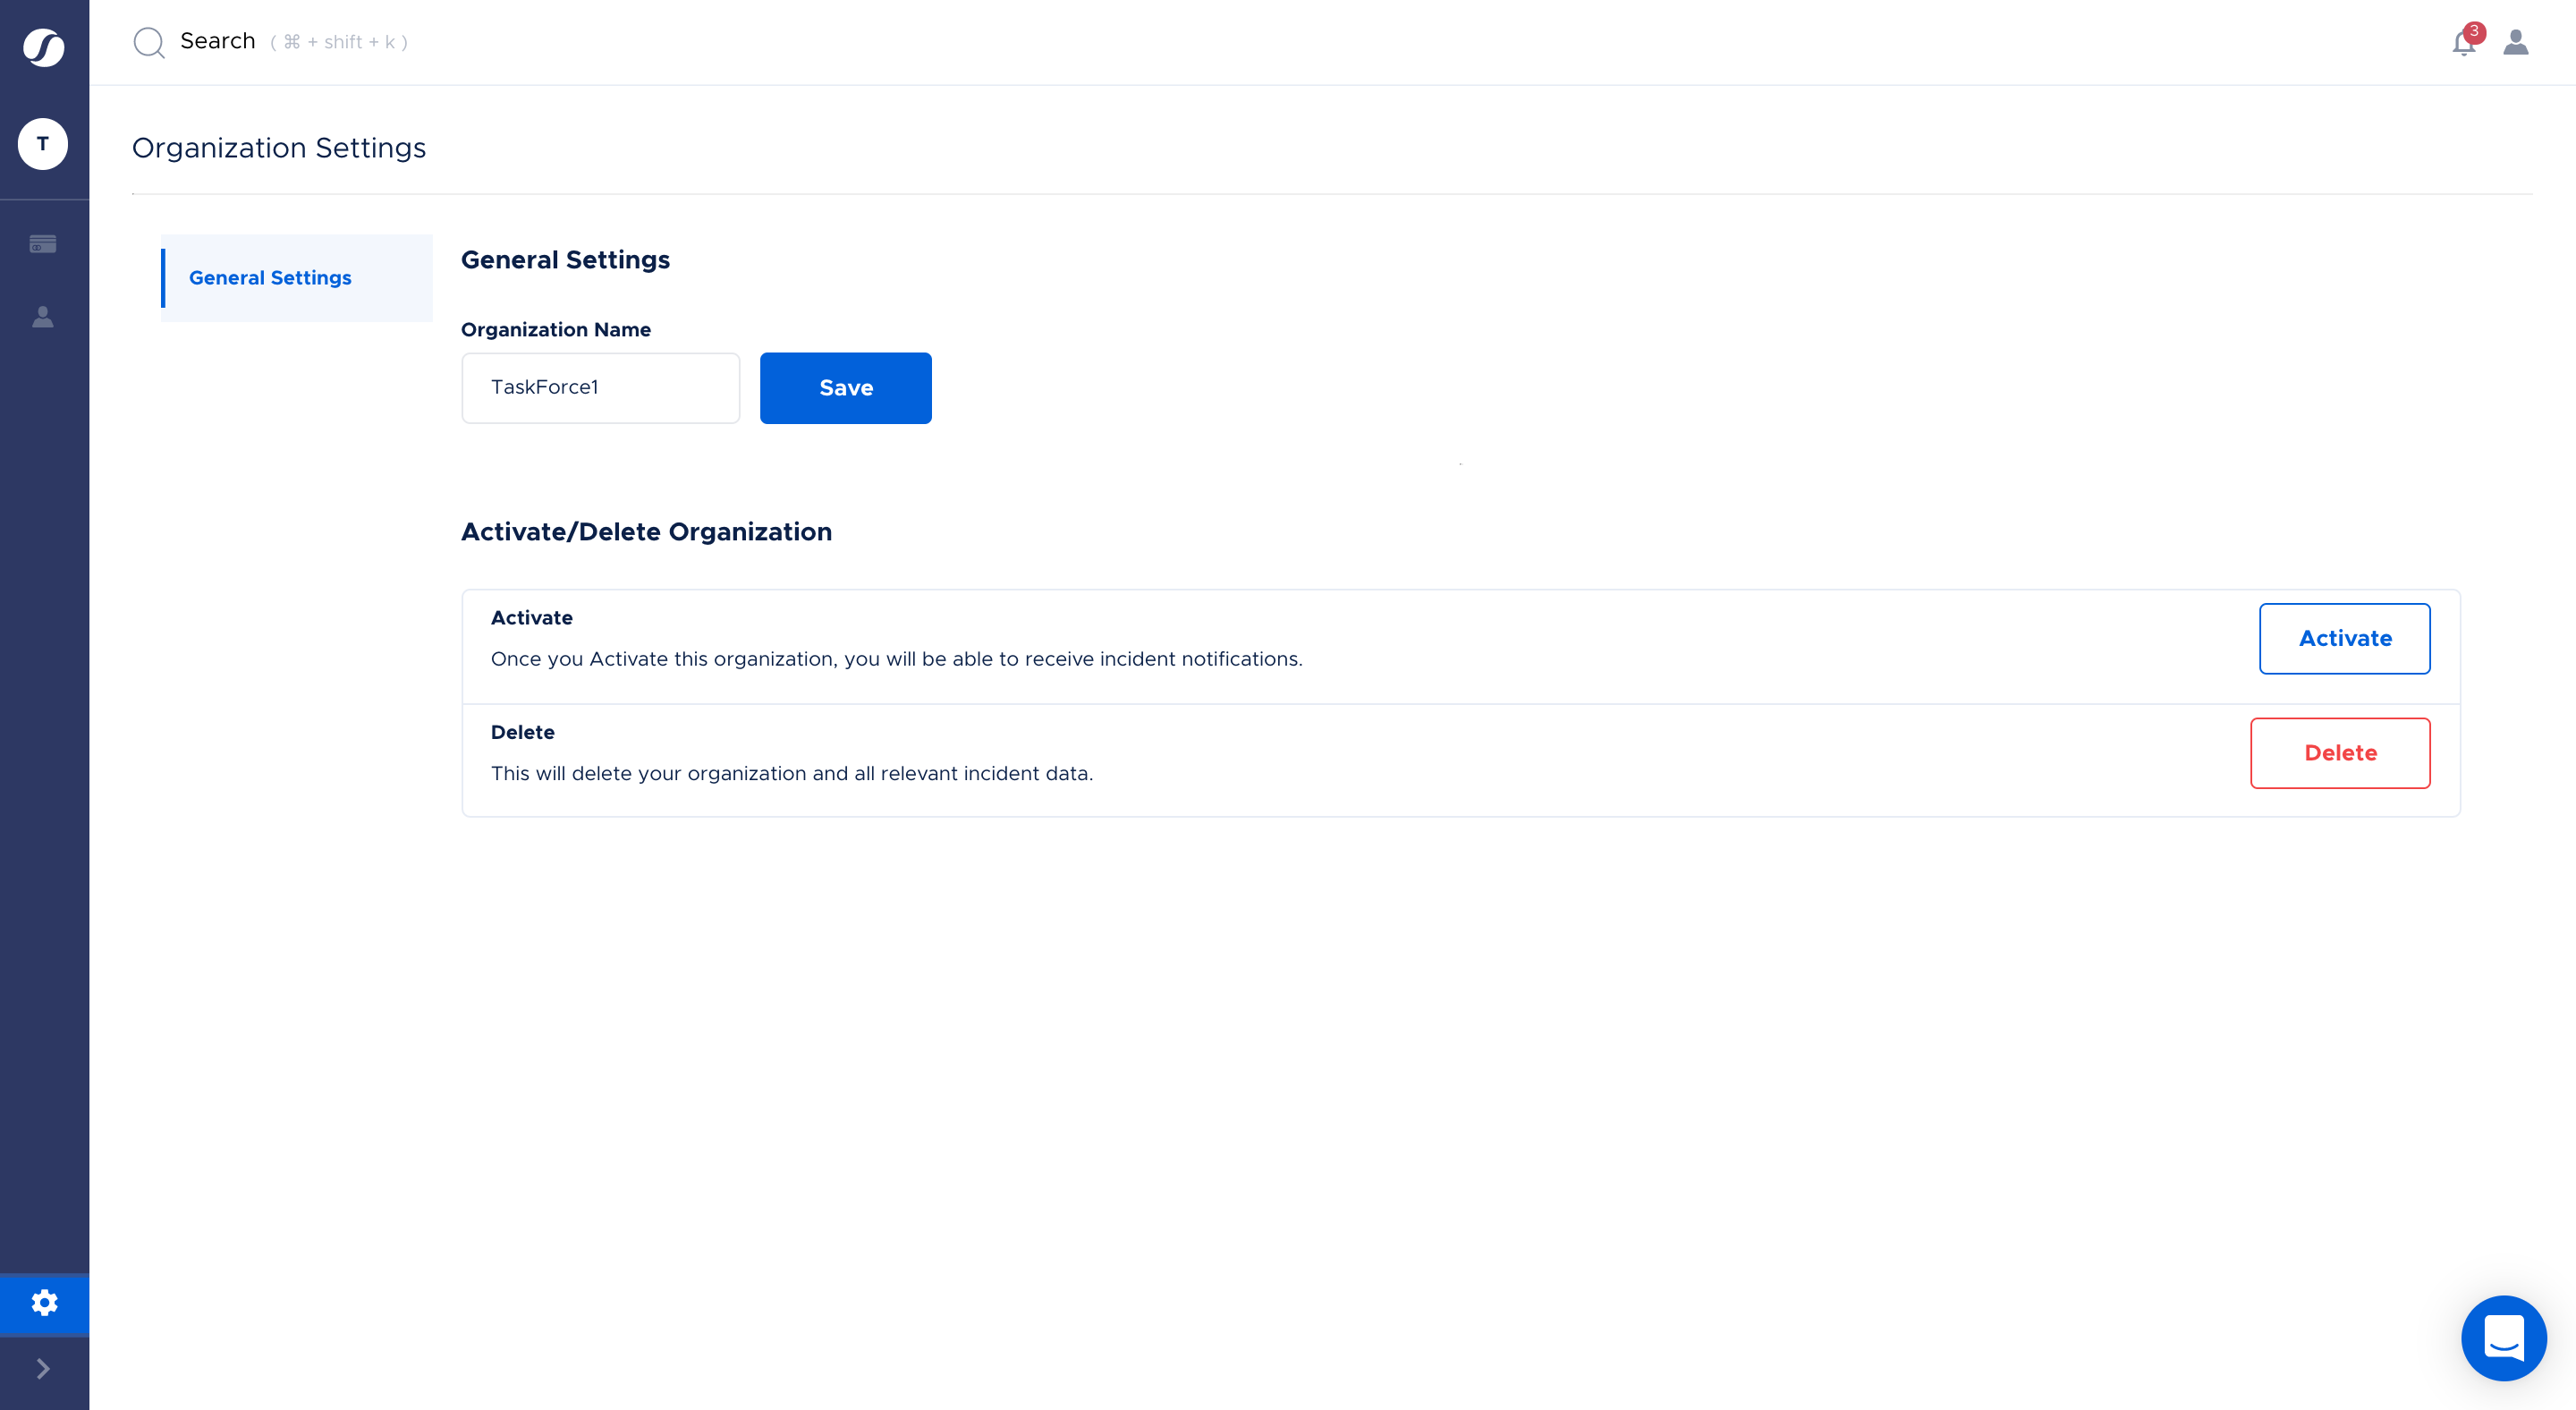 Search ( ⌘ + shift + k )
3
T
Organization Settings
General Settings
General Settings
Organization Name
TaskForce1
Save
Activate/Delete Organization
Activate
Once you Activate this organization, you will be able to receive incident notifications.
Activate
Delete
This will delete your organization and all relevant incident data.
Delete